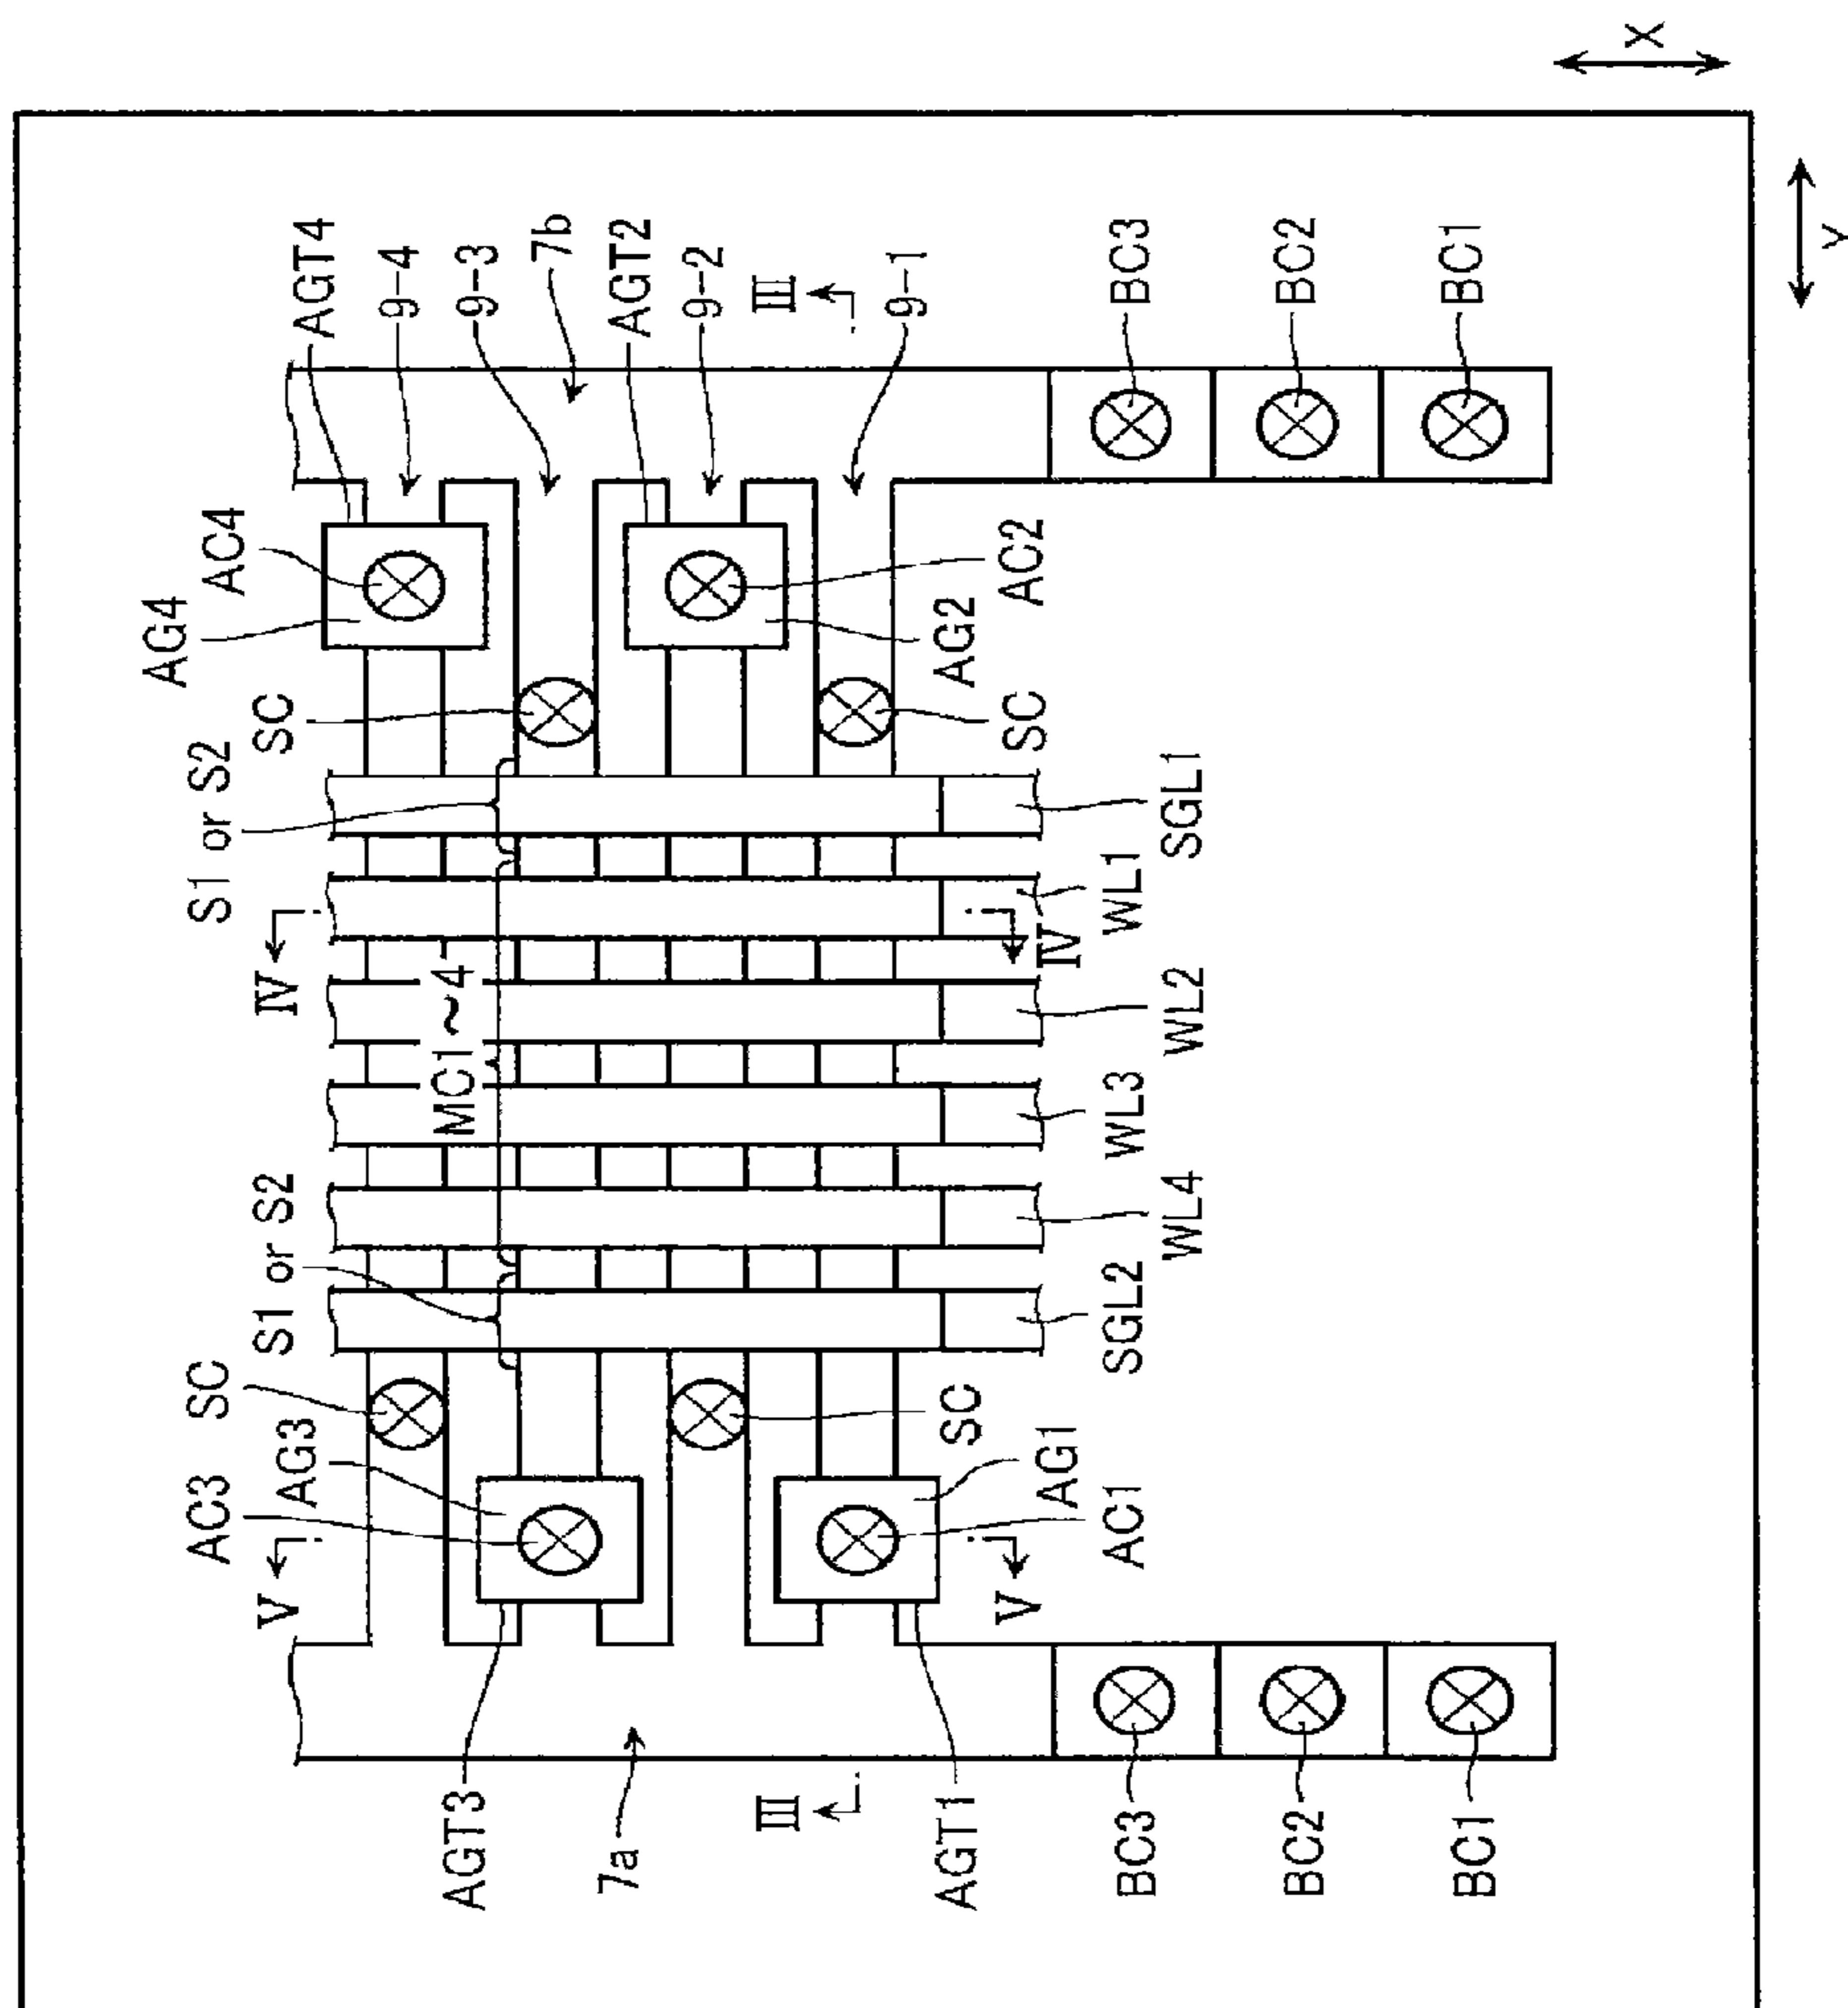 X
Y
AGT4
9-4
9-3
7b
AGT2
9-2
III
9-1
BC3
BC2
BC1
AG4
AC4
AC2
AG2
SC
SC
S1 or S2
SGL1
WL1
IV
IV
MC1~4
WL2
WL3
WL4
S1 or S2
SGL2
SC
SC
AC3
AG3
AG1
AC1
V
V
AGT3
7a
III
AGT1
BC3
BC2
BC1